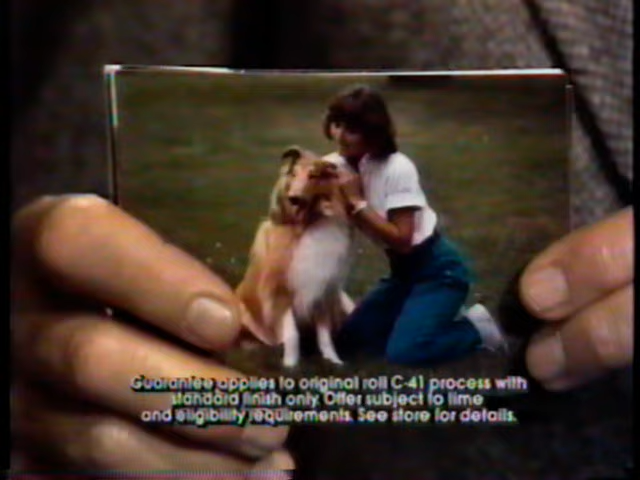 Guarantee applies to original roll C-41 process with
standard finish only. Offer subject to time
and eligibility requirements. See store for details.